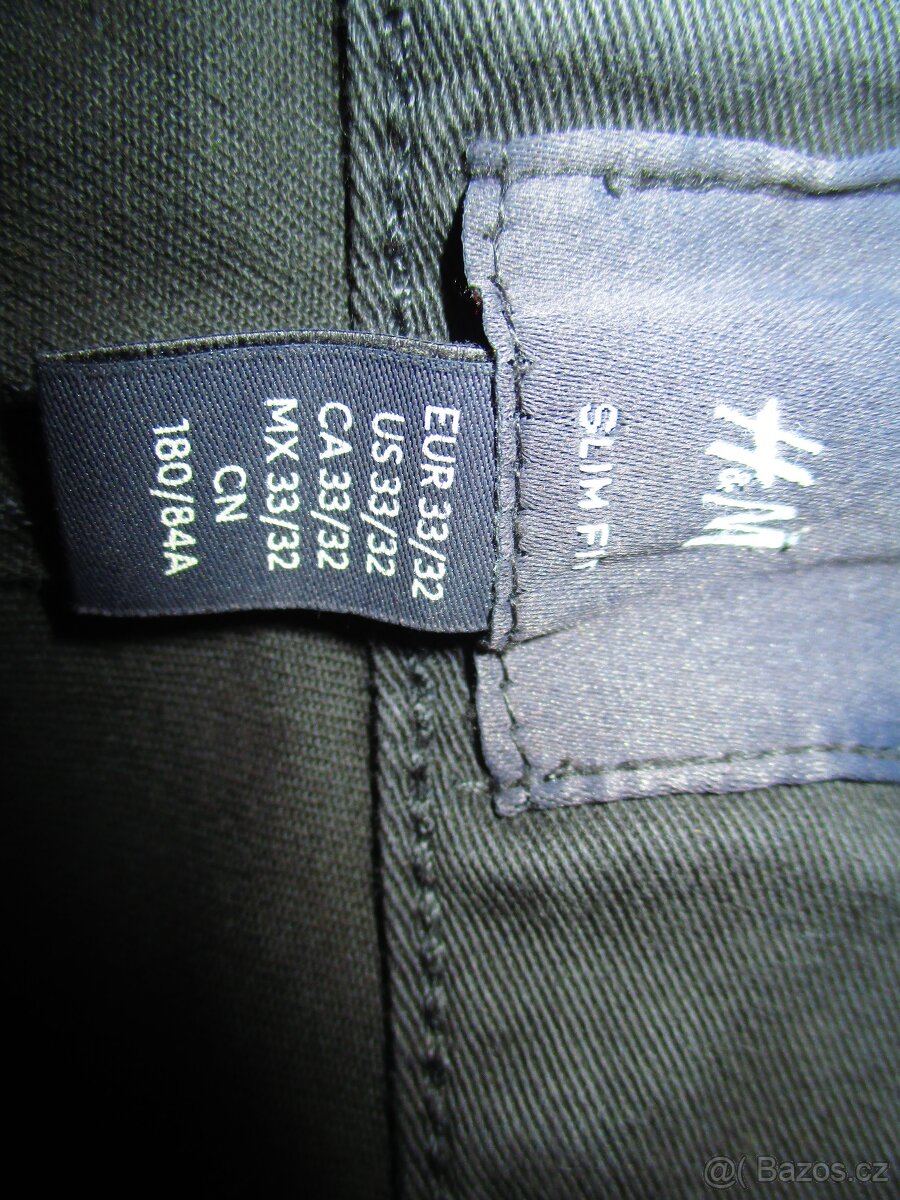 H&M
SLIM FI
EUR 33/32
US 33/32
CA 33/32
MX 33/32
CN
180/84A
@( Bazos.cz